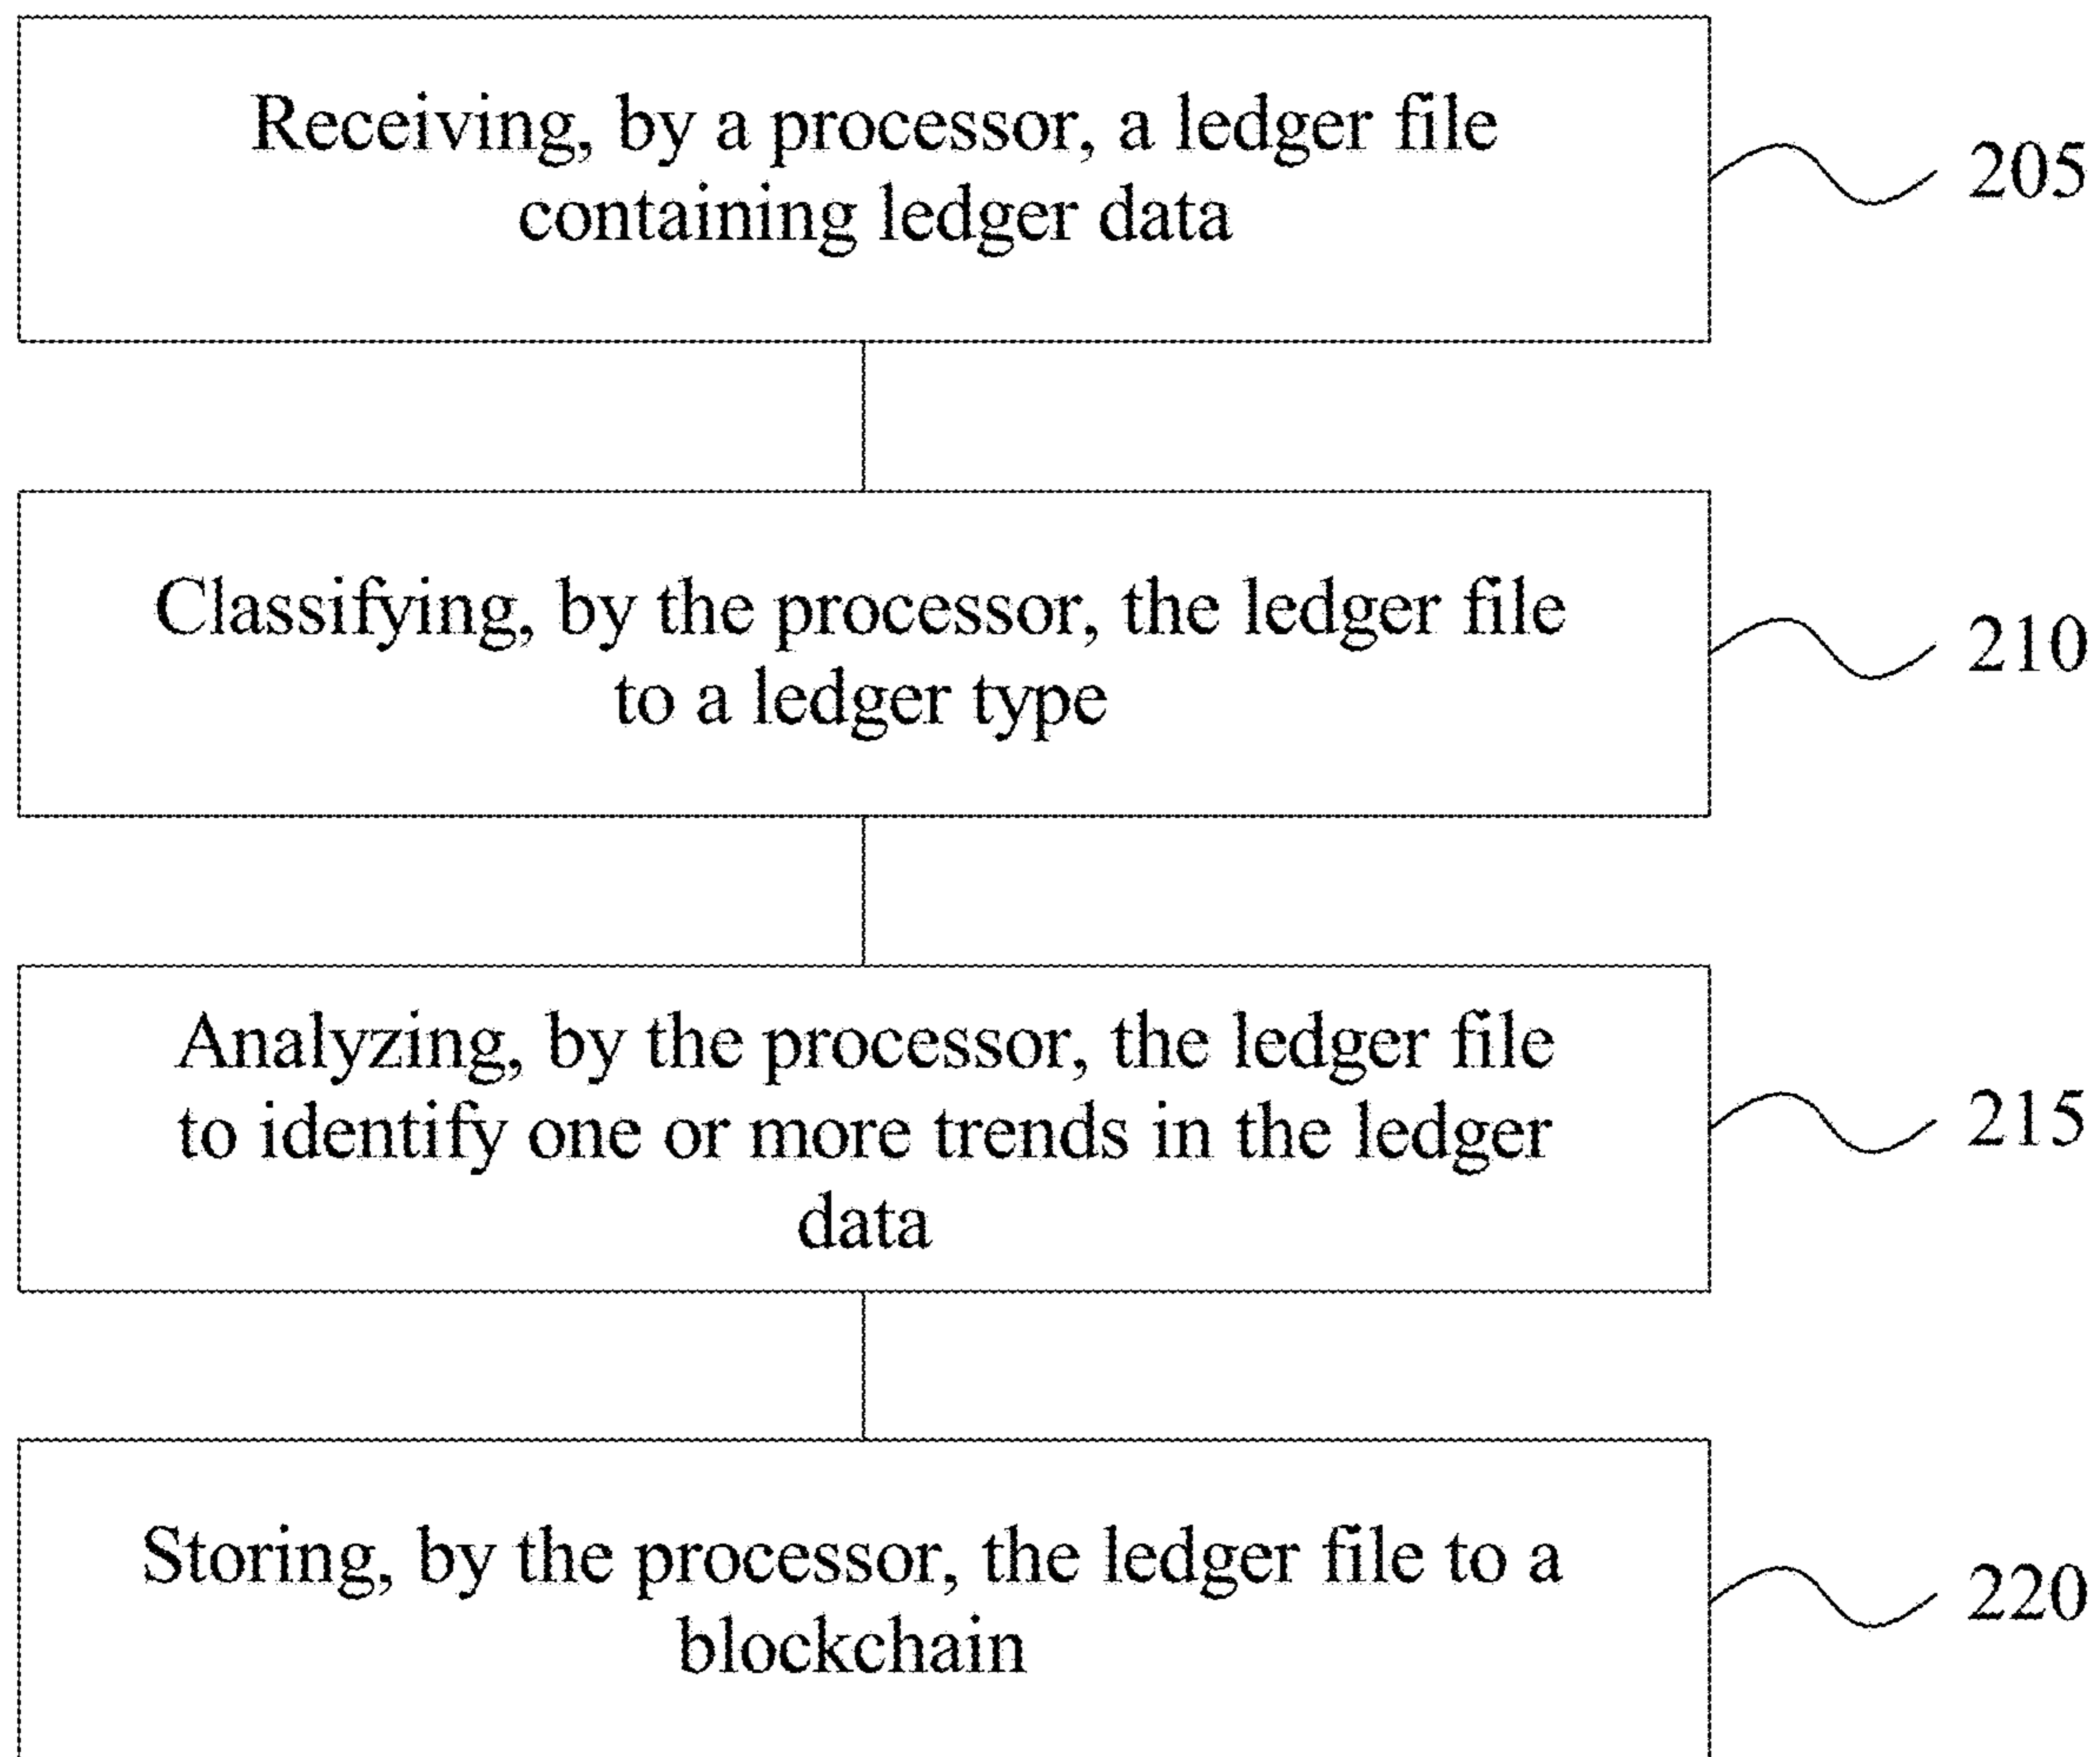 Receiving, by a processor, a ledger file
containing ledger data
205
Classifying, by the processor, the ledger file
to a ledger type
210
Analyzing, by the processor, the ledger file
to identify one or more trends in the ledger
data
215
Storing, by the processor, the ledger file to a
blockchain
220